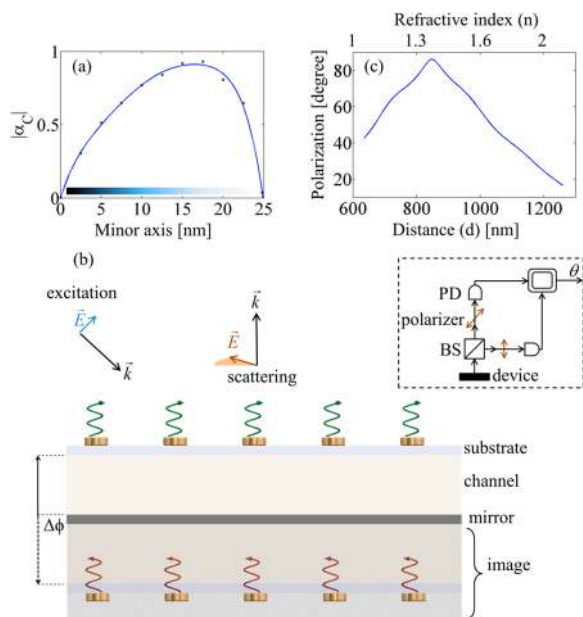 (a)
|α_C|
1
0.5
0
0 5 10 15 20 25
Minor axis [nm]
Refractive index (n)
1 1.3 1.6 2
(c)
Polarization [degree]
80
60
40
20
600 800 1000 1200
Distance (d) [nm]
(b)
excitation
E⃗
k⃗
k⃗
E⃗
scattering
θ
PD
polarizer
BS
device
substrate
channel
mirror
Δϕ
image